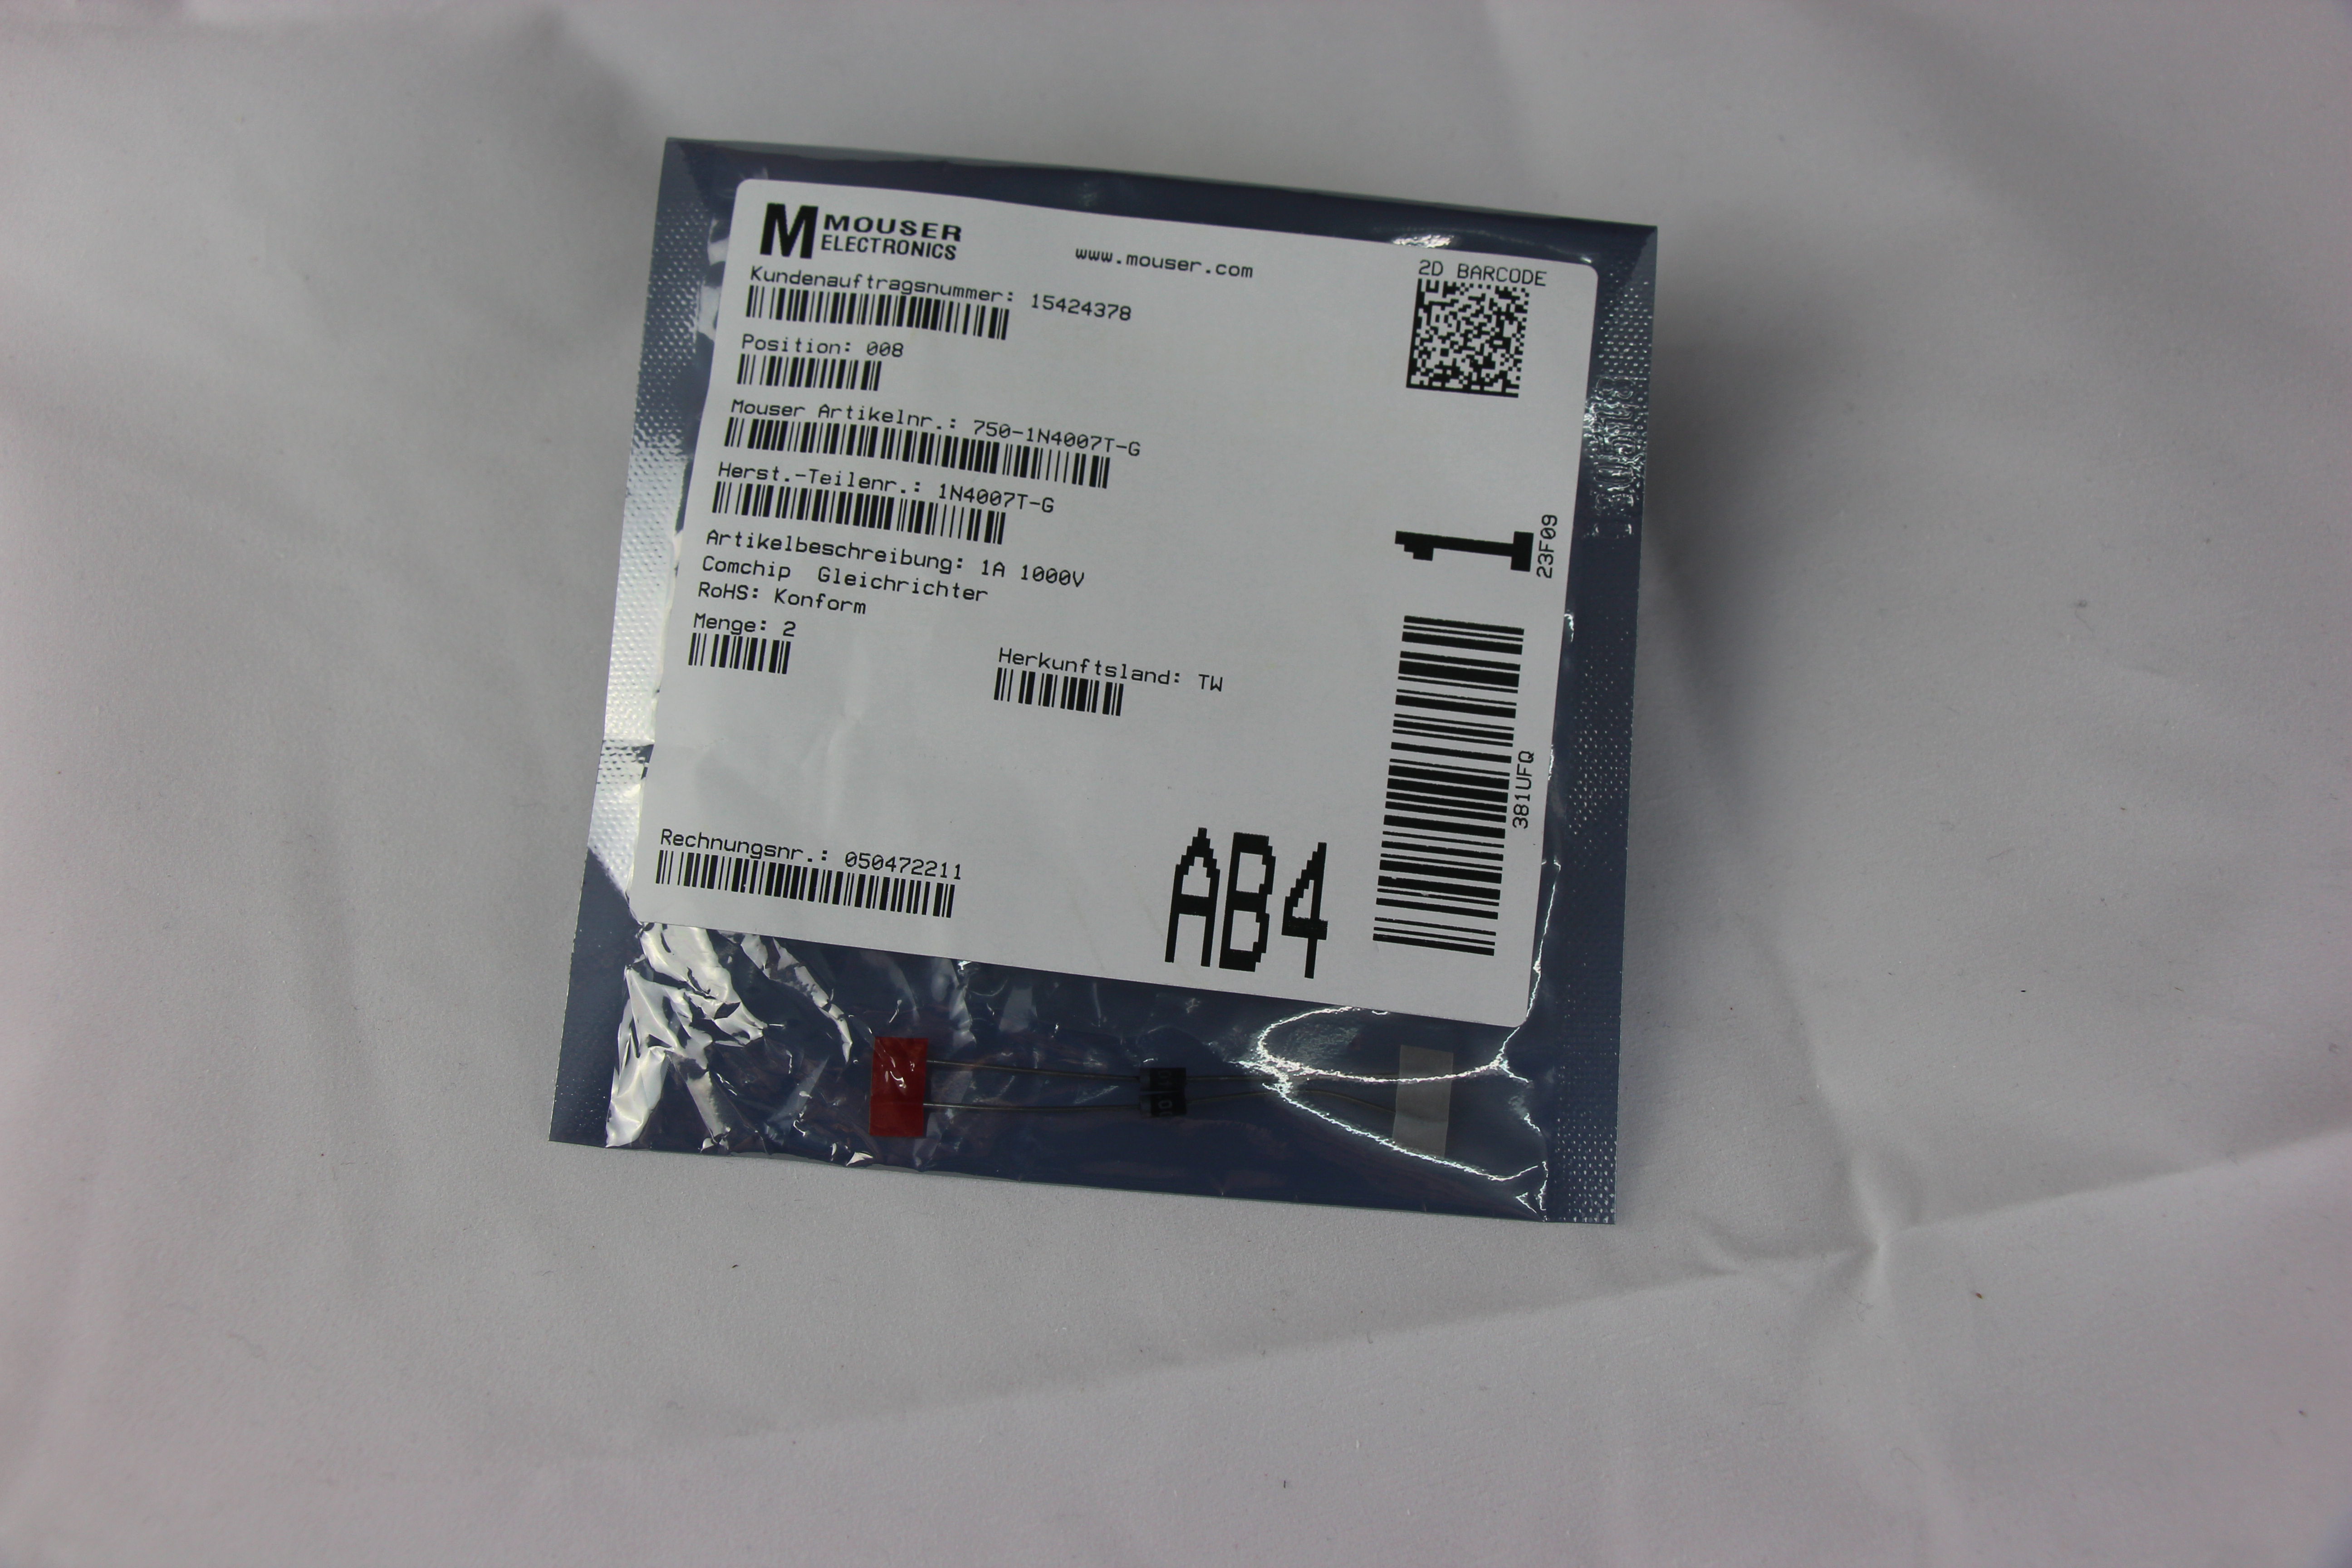 M MOUSER
ELECTRONICS
www.mouser.com
2D BARCODE
Kundenauftragsnummer: 15424378
Position: 008
Mouser Artikelnr.: 750-1N4007T-G
Herst.-Teilenr.: 1N4007T-G
Artikelbeschreibung: 1A 1000V
Comchip Gleichrichter
RoHS: Konform
Menge: 2
Herkunftsland: TW
1
23F09
381UFQ
Rechnungsnr.: 050472211
AB4